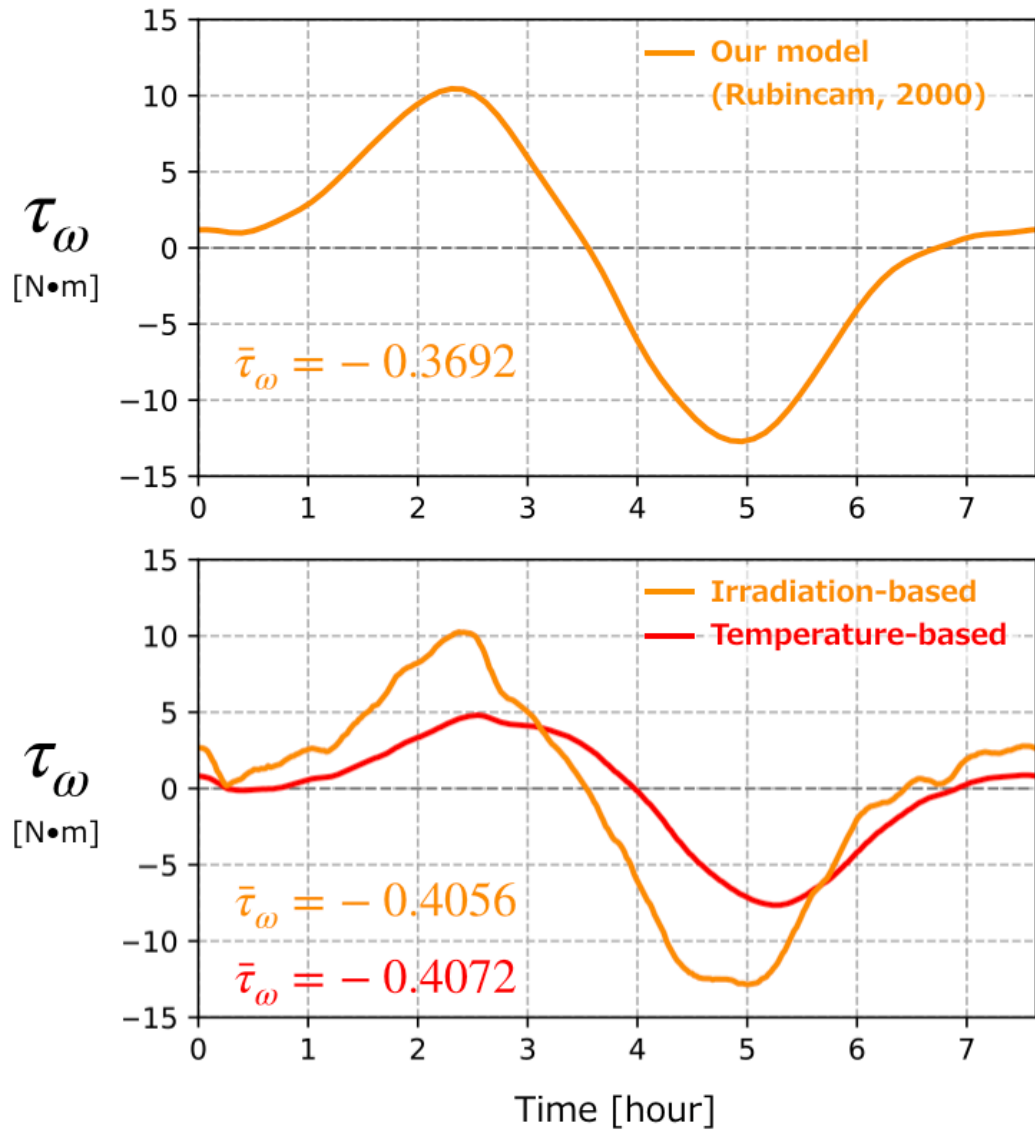 15
10
5
0
−5
−10
−15
τω
[N•m]
Our model
(Rubincam, 2000)
τ̄ω = − 0.3692
0 1 2 3 4 5 6 7
15
10
5
0
−5
−10
−15
τω
[N•m]
Irradiation-based
Temperature-based
τ̄ω = − 0.4056
τ̄ω = − 0.4072
0 1 2 3 4 5 6 7
Time [hour]